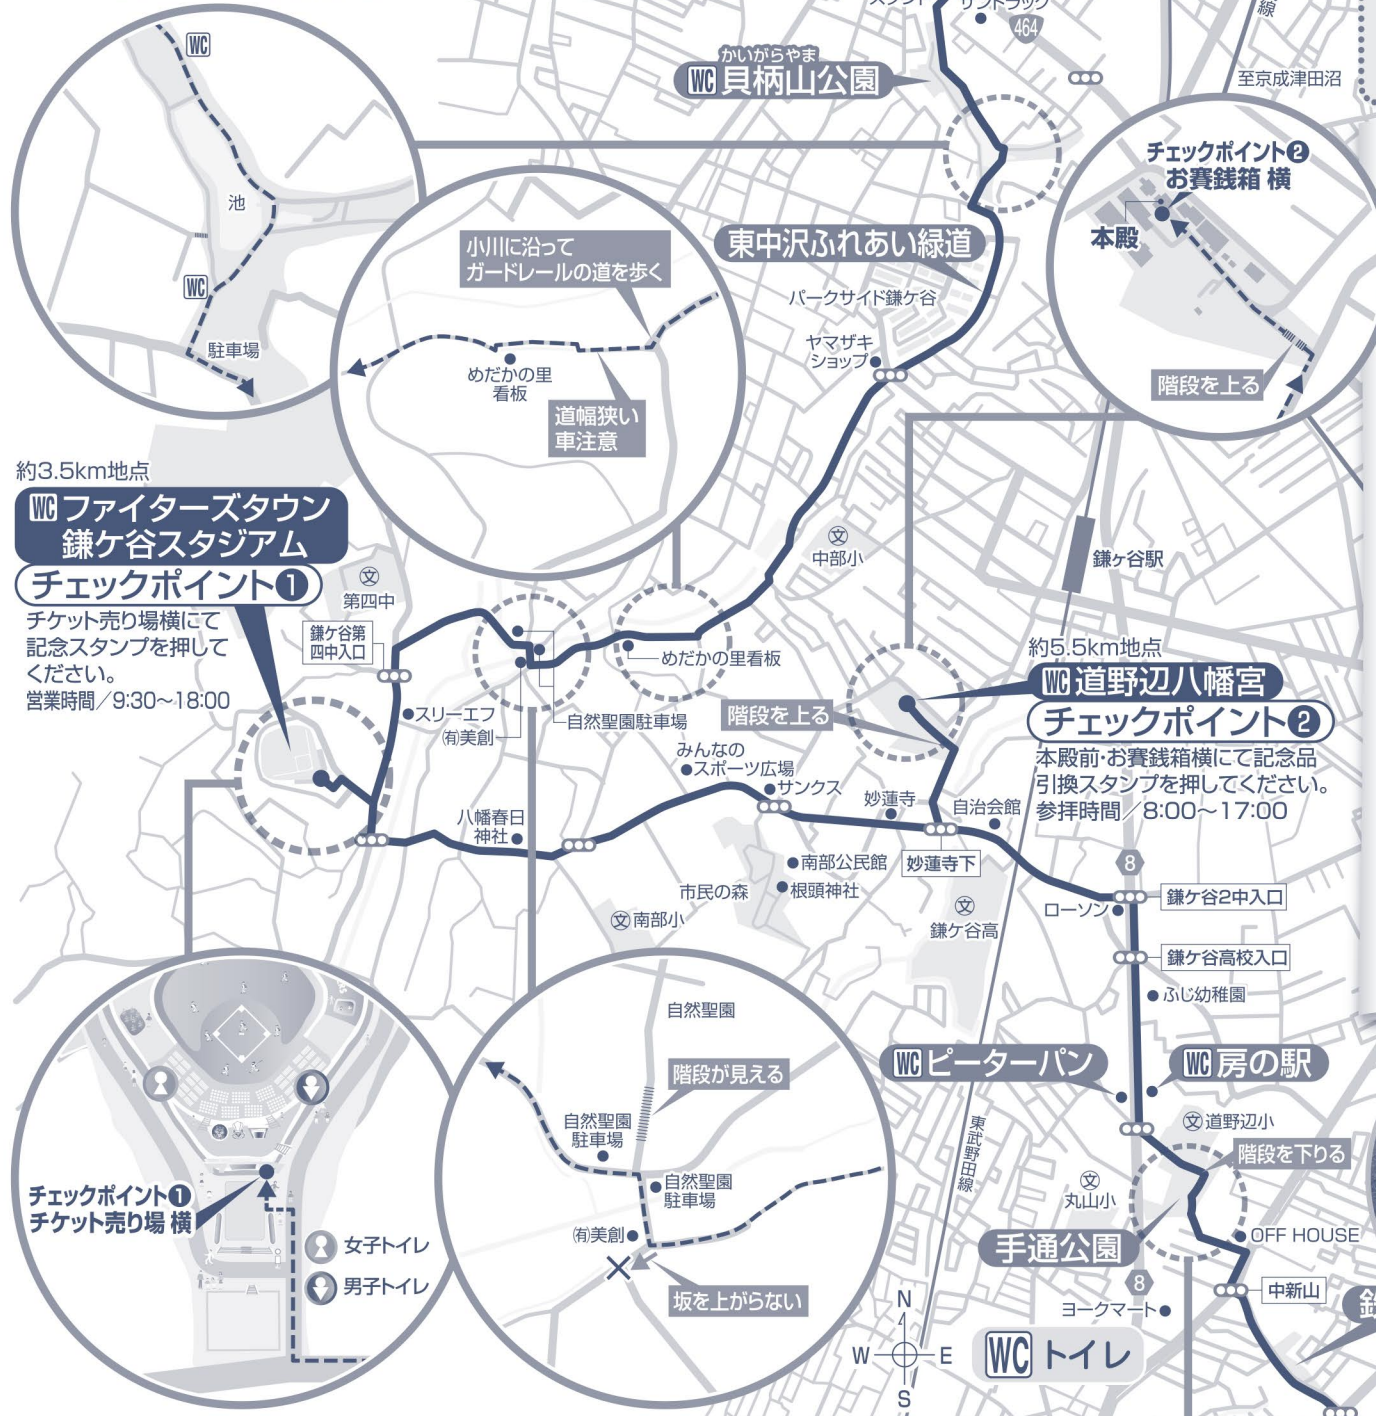 464
至京成津田沼
かいがらやま
WC 貝柄山公園
WC
池
WC
駐車場
小川に沿って
ガードレールの道を歩く
めだかの里
看板
道幅狭い
車注意
東中沢ふれあい緑道
パークサイド鎌ケ谷
ヤマザキ
ショップ
チェックポイント❷
お賽銭箱 横
本殿
階段を上る
約3.5km地点
WC ファイターズタウン
鎌ケ谷スタジアム
チェックポイント❶
チケット売り場横にて
記念スタンプを押して
ください。
営業時間/9:30〜18:00
文
第四中
鎌ケ谷第
四中入口
文
中部小
鎌ヶ谷駅
めだかの里看板
スリーエフ
㈲美創
自然聖園駐車場
階段を上る
約5.5km地点
WC 道野辺八幡宮
チェックポイント❷
本殿前・お賽銭箱横にて記念品
引換スタンプを押してください。
参拝時間/8:00〜17:00
みんなの
スポーツ広場
サンクス
八幡春日
神社
妙蓮寺
自治会館
妙蓮寺下
南部公民館
市民の森
根頭神社
文 南部小
文
鎌ケ谷高
8
ローソン
鎌ケ谷2中入口
鎌ケ谷高校入口
ふじ幼稚園
WC ピーターパン
WC 房の駅
文 道野辺小
階段を下りる
文
丸山小
東武野田線
手通公園
OFF HOUSE
8
中新山
ヨークマート
チェックポイント❶
チケット売り場 横
女子トイレ
男子トイレ
自然聖園
階段が見える
自然聖園
駐車場
自然聖園
駐車場
㈲美創
坂を上がらない
N
W
E
S
WC トイレ